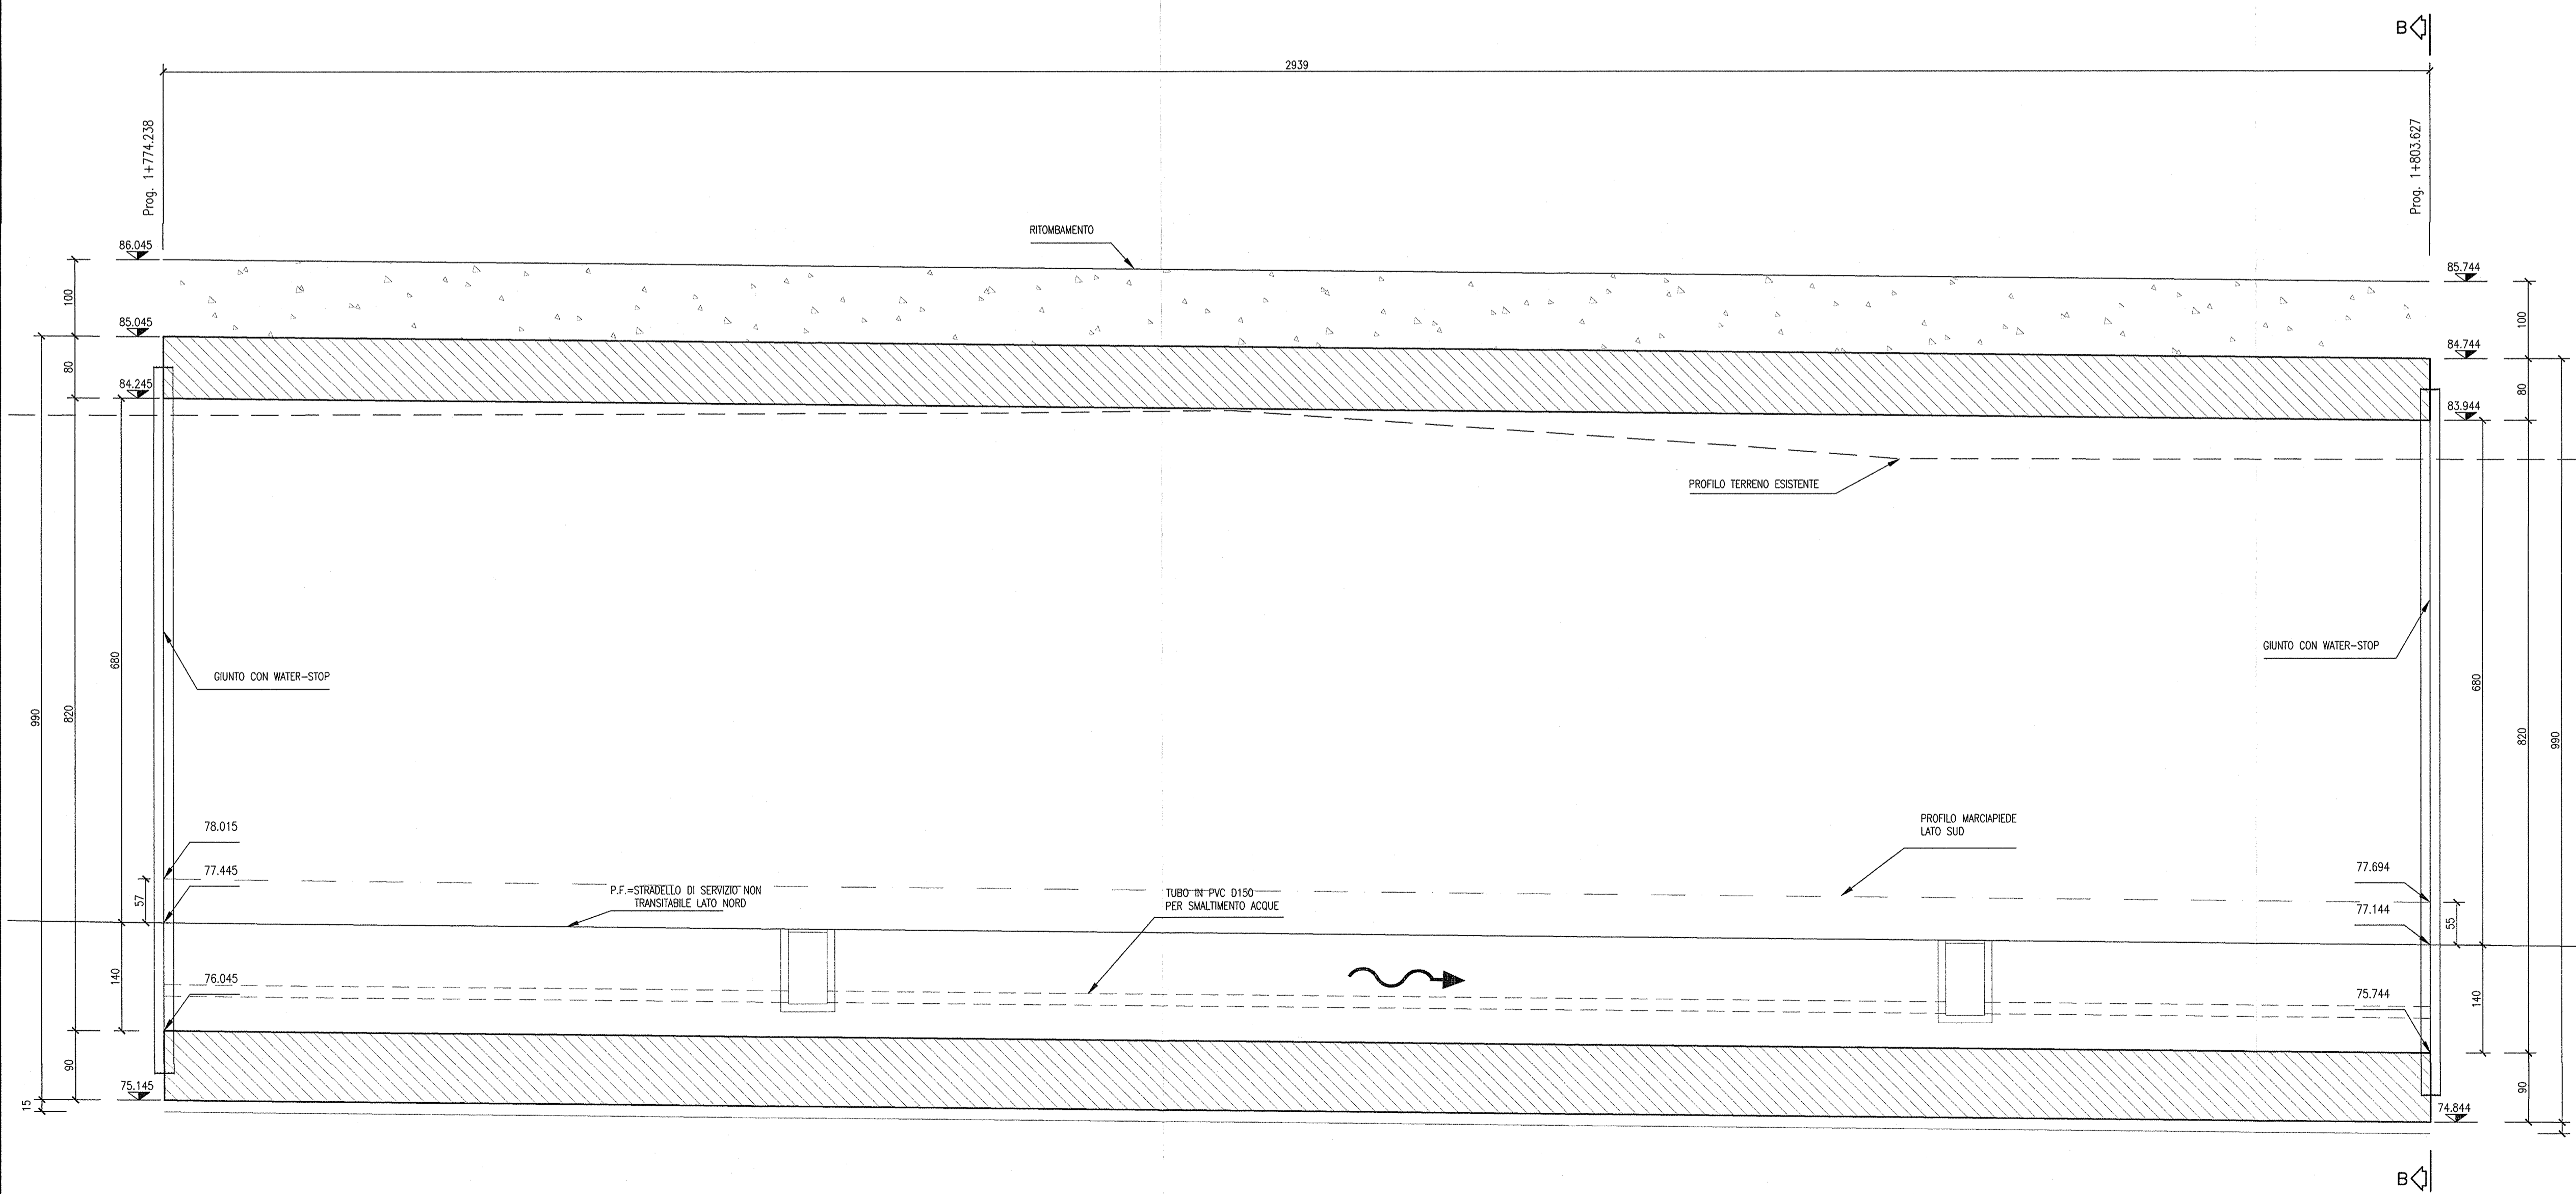 B
2939
Prog. 1+774.238
Prog. 1+803.627
RITOMBAMENTO
86.045
85.744
100
100
85.045
84.744
80
80
84.245
83.944
PROFILO TERRENO ESISTENTE
GIUNTO CON WATER-STOP
GIUNTO CON WATER-STOP
680
680
990
820
820
990
78.015
PROFILO MARCIAPIEDE
LATO SUD
77.445
77.694
57
P.F.=STRADELLO DI SERVIZIO NON
TRANSITABILE LATO NORD
TUBO IN PVC D150
PER SMALTIMENTO ACQUE
77.144
55
140
76.045
75.744
140
90
75.145
90
15
74.844
B